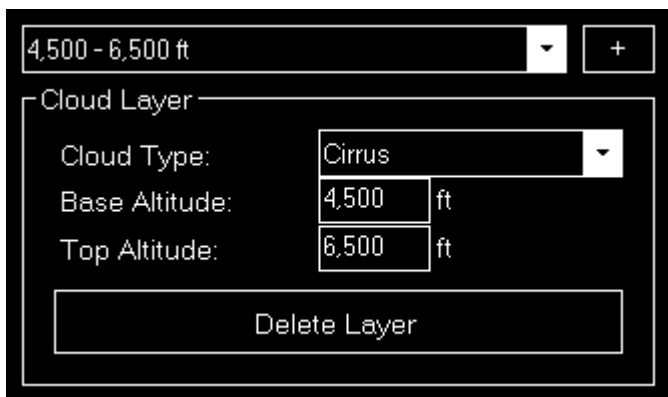 4,500 - 6,500 ft +
Cloud Layer
Cloud Type: Cirrus
Base Altitude: 4,500 ft
Top Altitude: 6,500 ft
Delete Layer